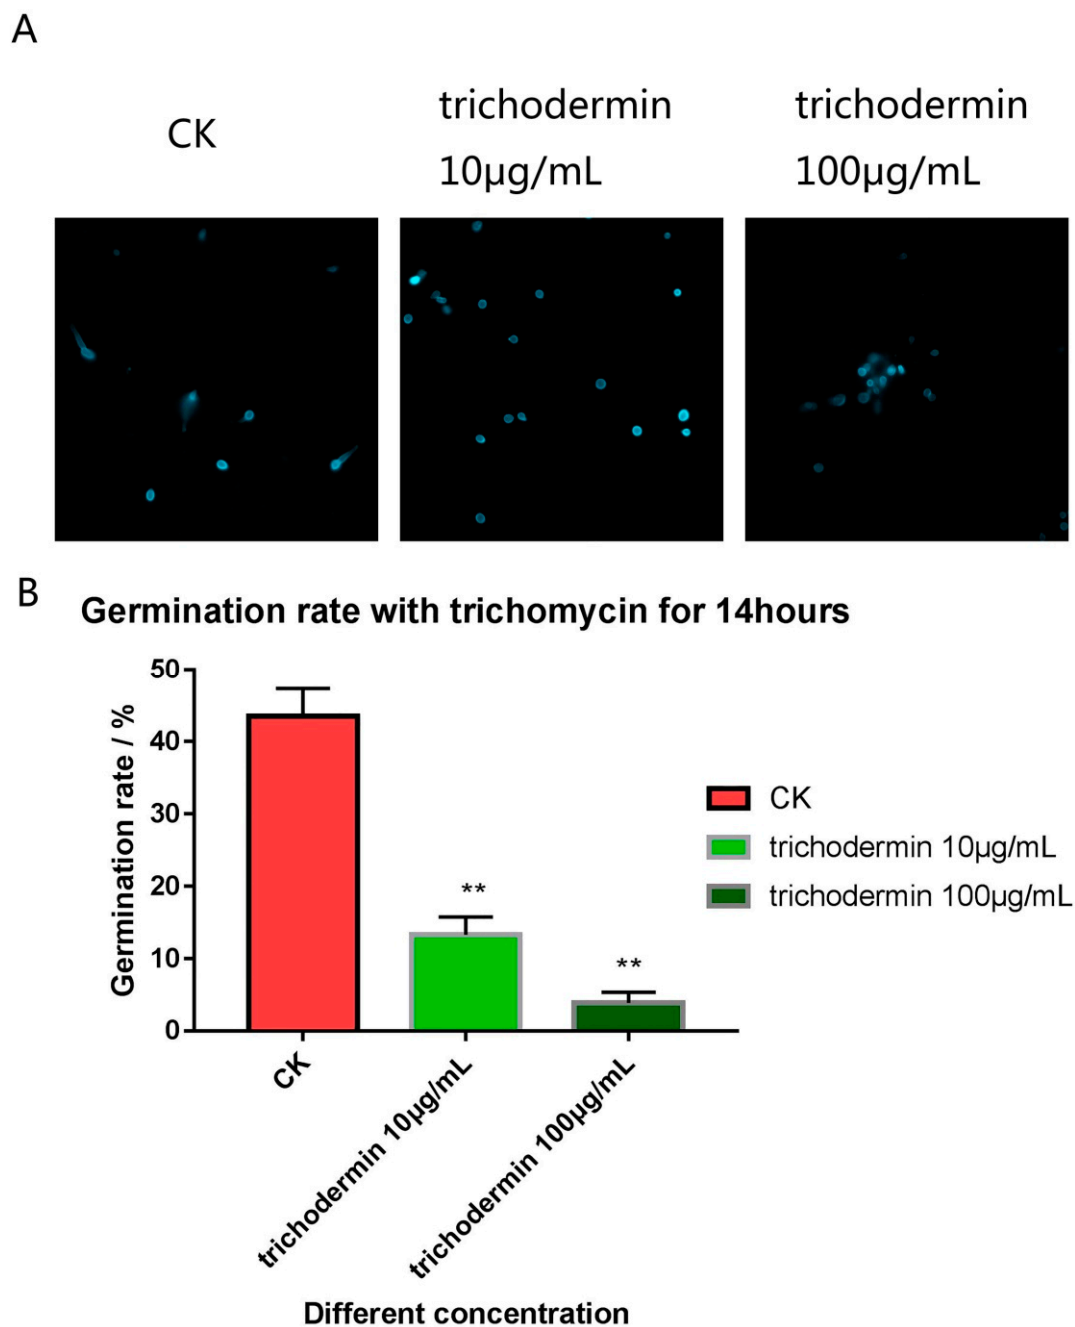 A
CK
trichodermin
10μg/mL
trichodermin
100μg/mL
B
Germination rate with trichomycin for 14hours
Germination rate / %
50
40
30
20
10
0
**
**
CK
trichodermin 10μg/mL
trichodermin 100μg/mL
CK
trichodermin 10μg/mL
trichodermin 100μg/mL
Different concentration